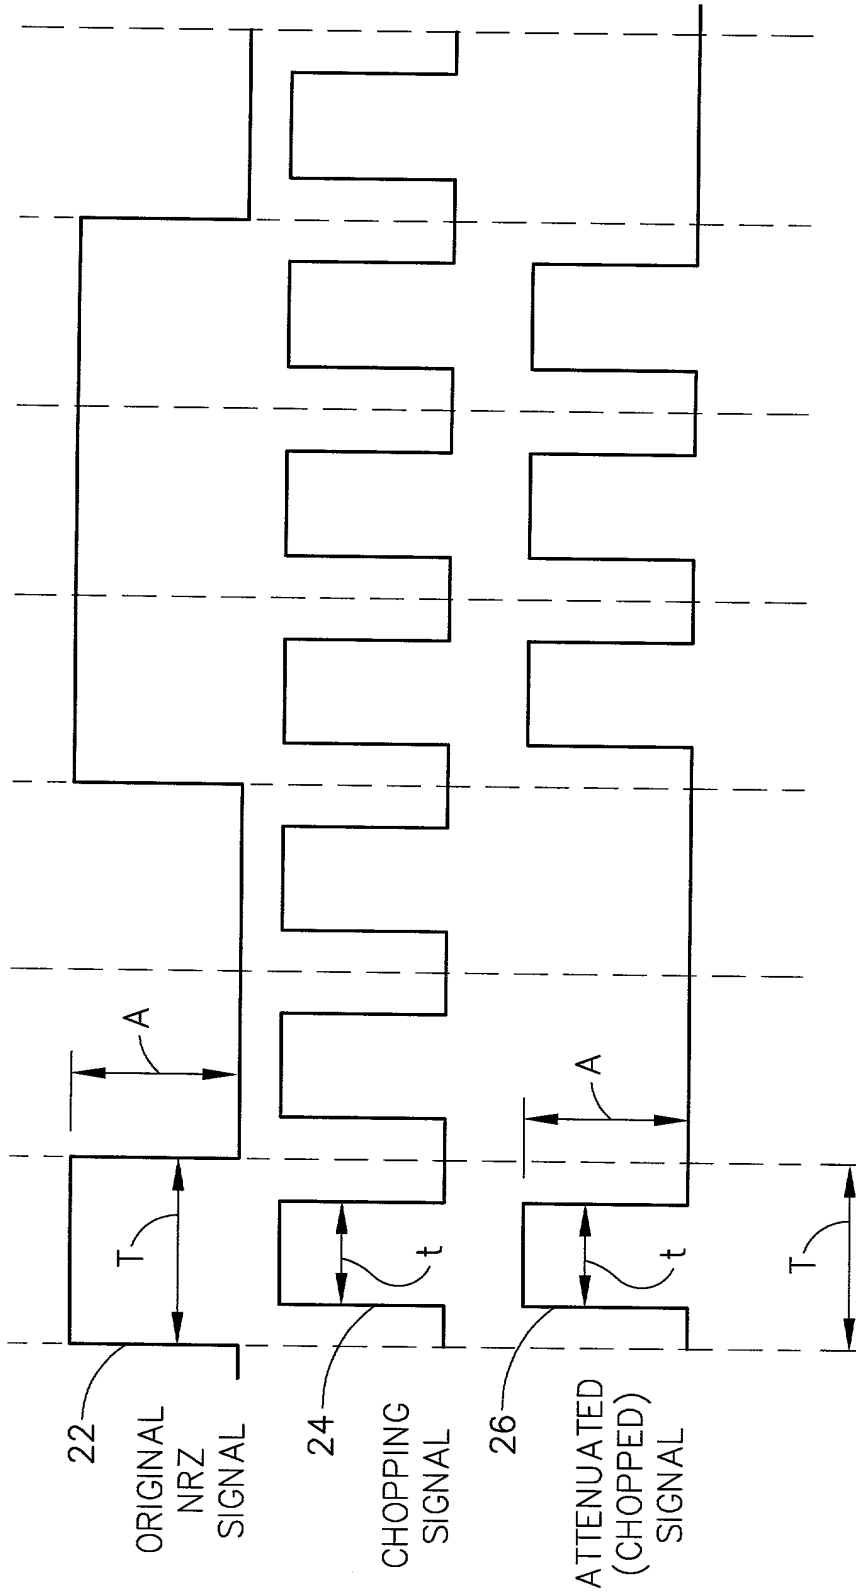 22
ORIGINAL
NRZ
SIGNAL
T
A
24
CHOPPING
SIGNAL
t
26
ATTENUATED
(CHOPPED)
SIGNAL
t
A
T